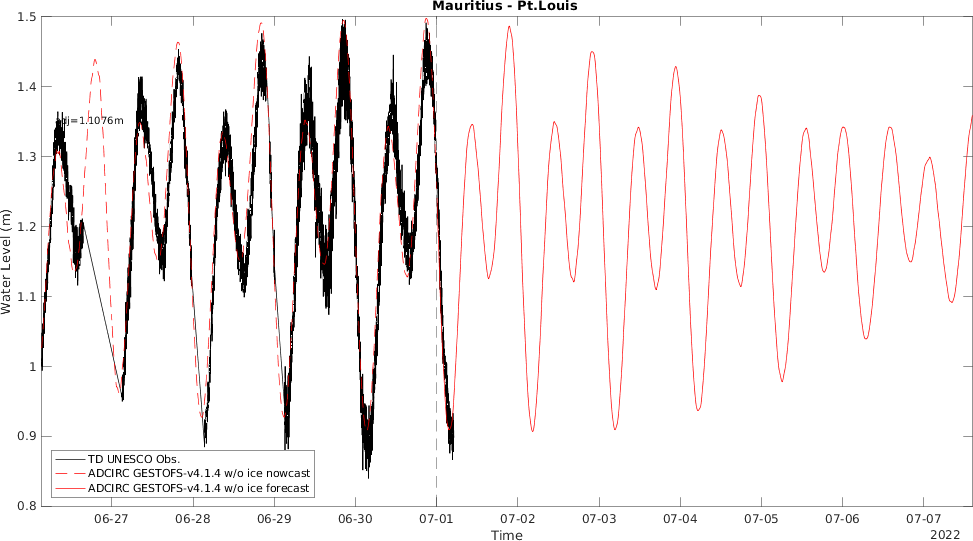 Mauritius - Pt.Louis
Water Level (m)
1.5
1.4
1.3
1.2
1.1
1
0.9
0.8
=1.1076m
TD UNESCO Obs.
ADCIRC GESTOFS-v4.1.4 w/o ice nowcast
ADCIRC GESTOFS-v4.1.4 w/o ice forecast
06-27 06-28 06-29 06-30 07-01 07-02 07-03 07-04 07-05 07-06 07-07
Time
2022